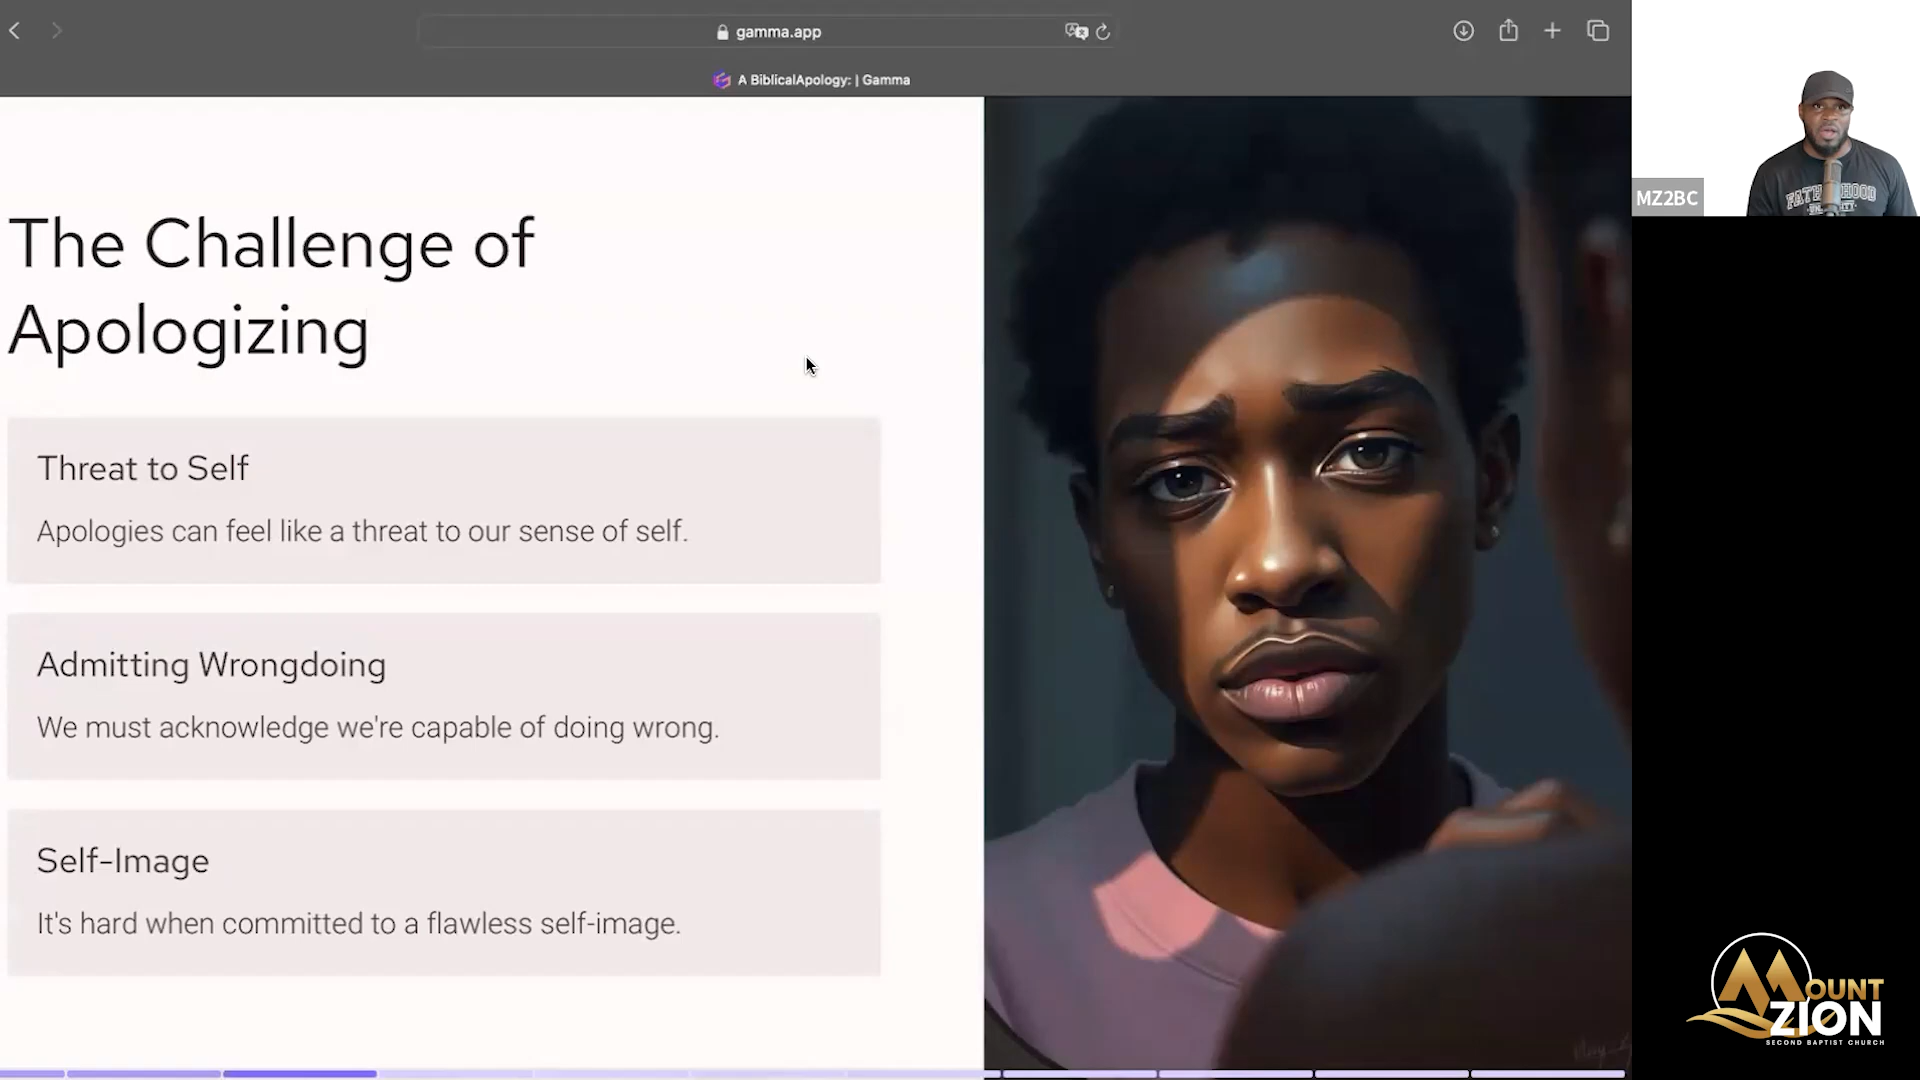 gamma.app
A BiblicalApology: | Gamma
MZ2BC
The Challenge of
Apologizing
Threat to Self
Apologies can feel like a threat to our sense of self.
Admitting Wrongdoing
We must acknowledge we're capable of doing wrong.
Self-Image
It's hard when committed to a flawless self-image.
MOUNT
ZION
SECOND BAPTIST CHURCH